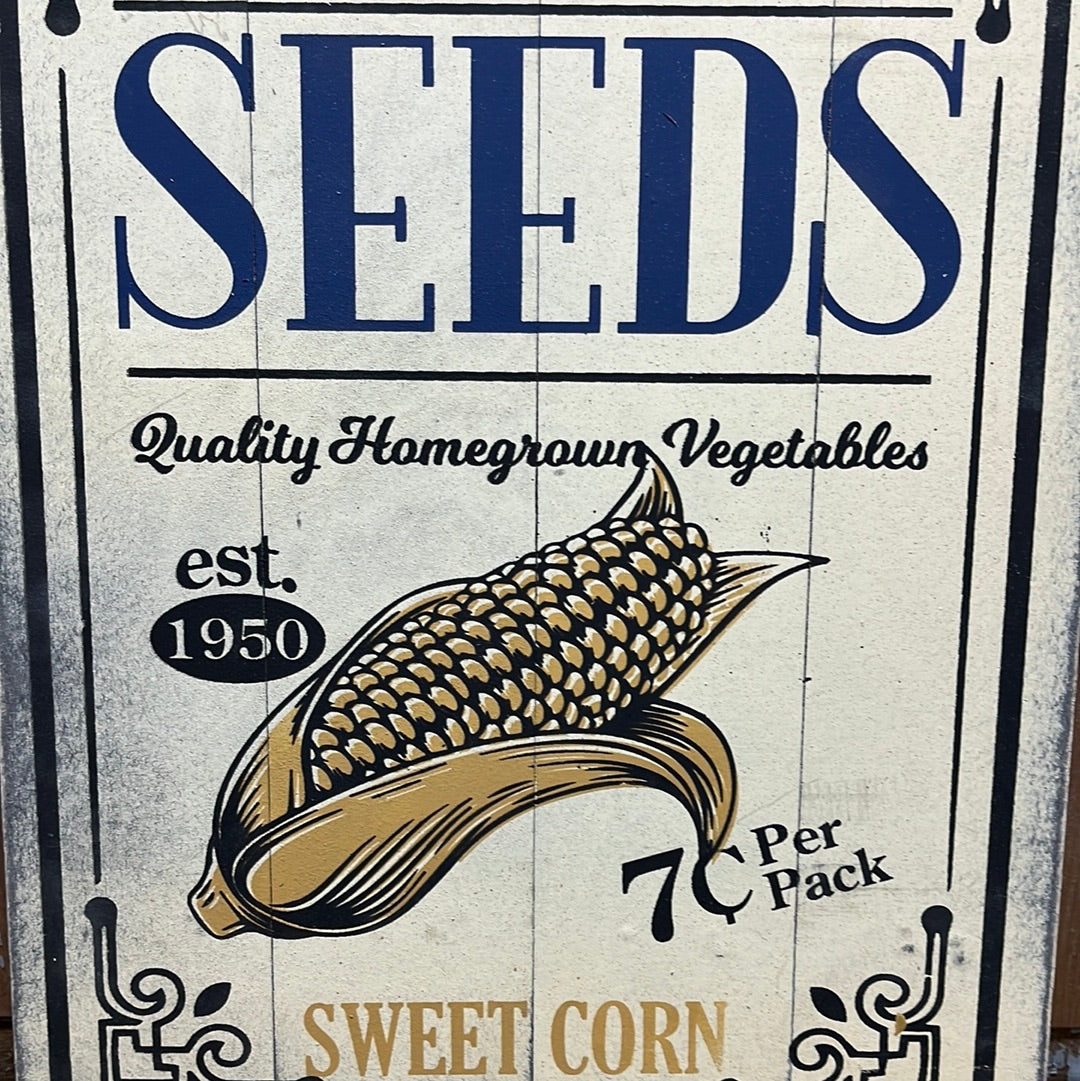 SEEDS
Quality Homegrown Vegetables
est.
1950
7¢ Per
Pack
SWEET CORN